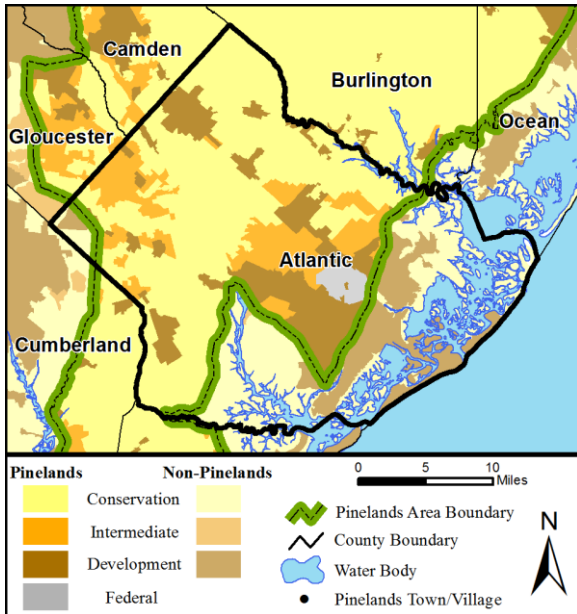 Camden
Burlington
Ocean
Gloucester
Atlantic
Cumberland
Pinelands Non-Pinelands
Conservation
Intermediate
Development
Federal
0 5 10
Miles
Pinelands Area Boundary
County Boundary
Water Body
Pinelands Town/Village
N